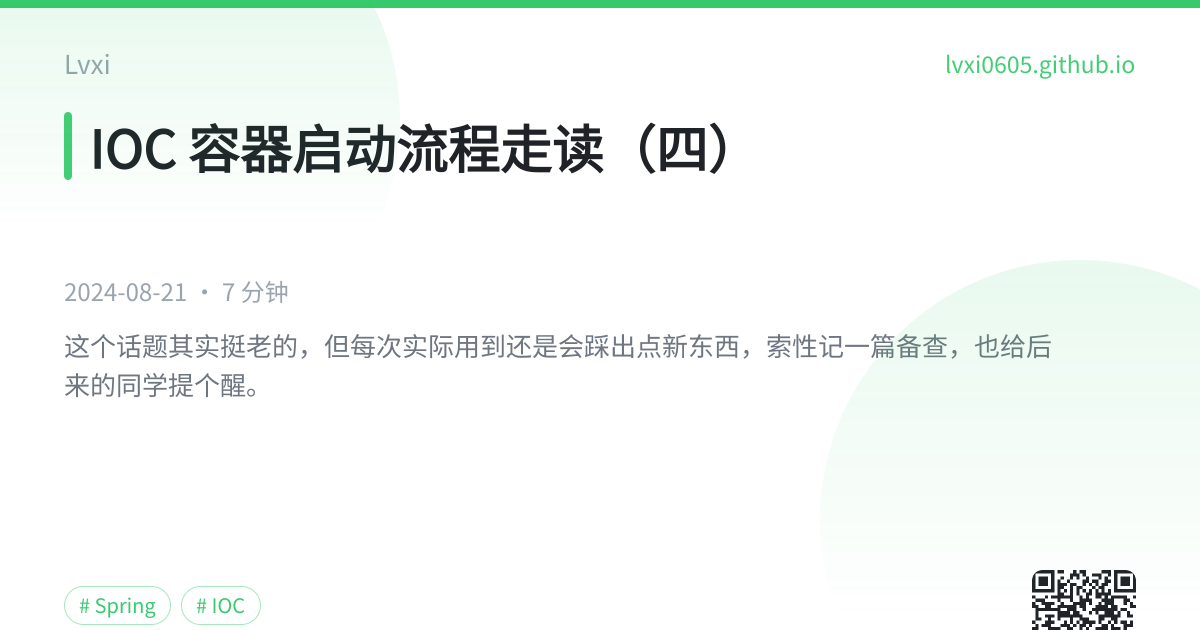 Lvxi
lvxi0605.github.io
IOC 容器启动流程走读（四）
2024-08-21 · 7 分钟
这个话题其实挺老的，但每次实际用到还是会踩出点新东西，索性记一篇备查，也给后
来的同学提个醒。
# Spring
# IOC